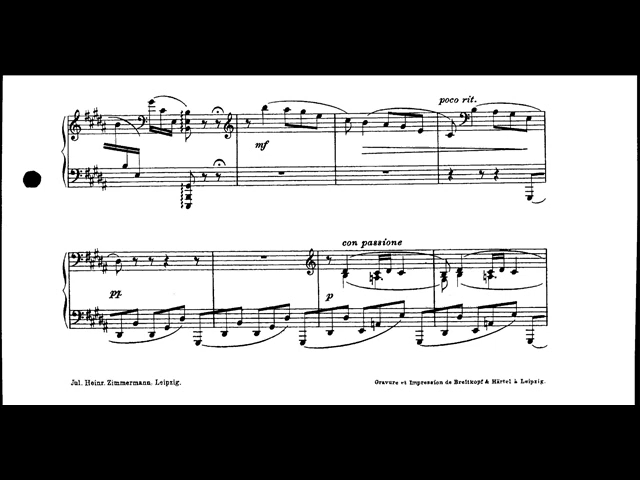 poco rit.
mf
con passione
pp
p
Jul. Heinr. Zimmermann, Leipzig.
Gravure et Impression de Breitkopf & Härtel à Leipzig.